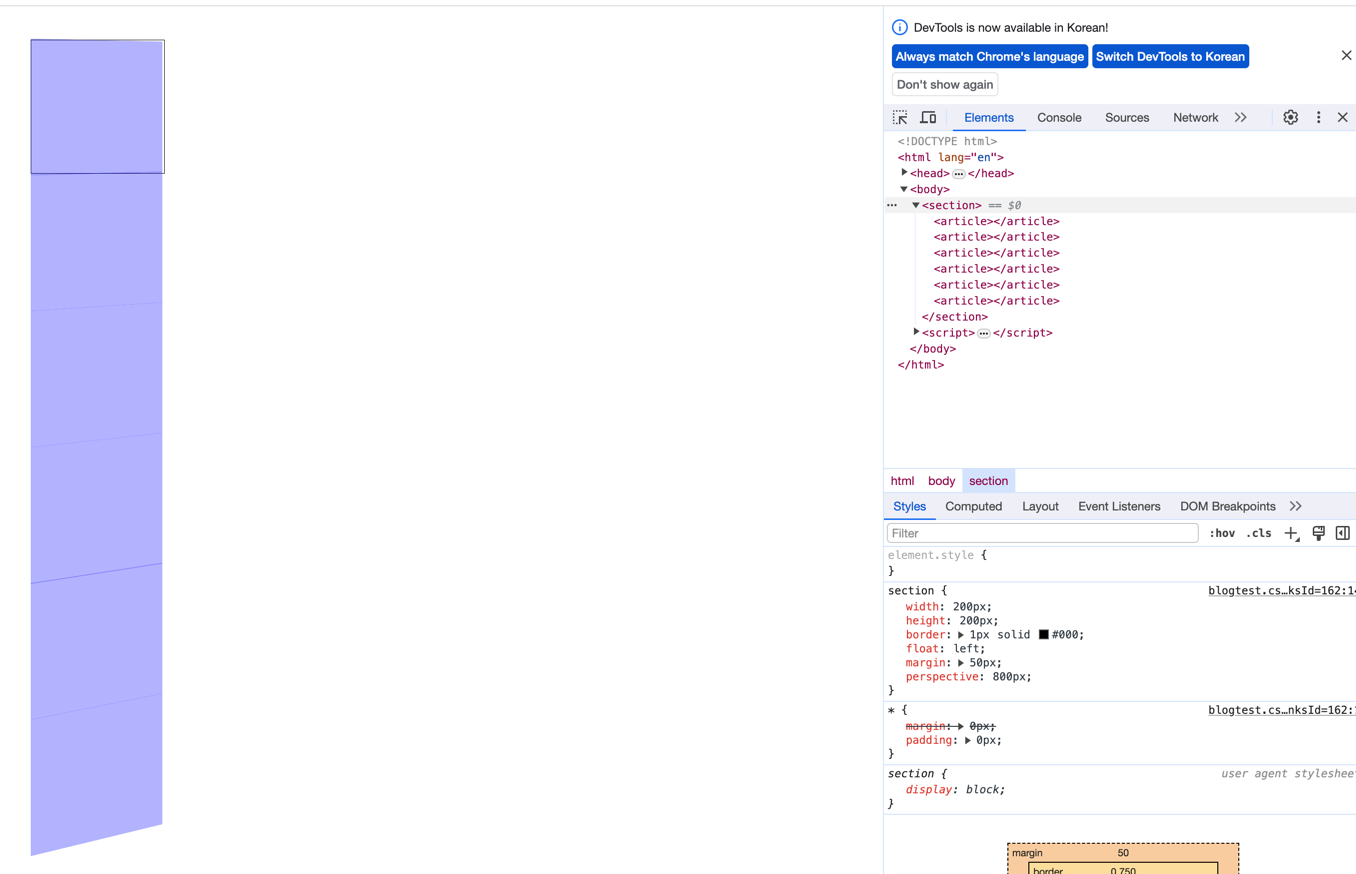 DevTools is now available in Korean!
Always match Chrome's language
Switch DevTools to Korean
Don't show again
Elements
Console
Sources
Network
<!DOCTYPE html>
<html lang="en">
<head> ... </head>
<body>
... <section> == $0
<article></article>
<article></article>
<article></article>
<article></article>
<article></article>
<article></article>
</section>
<script> ... </script>
</body>
</html>
html body section
Styles
Computed
Layout
Event Listeners
DOM Breakpoints
Filter
:hov .cls
element.style {
}
section { blogtest.cs…ksId=162:14
width: 200px;
height: 200px;
border: 1px solid #000;
float: left;
margin: 50px;
perspective: 800px;
}
* { blogtest.cs…nksId=162:
margin: 0px;
padding: 0px;
}
section { user agent stylesheet
display: block;
}
margin 50
border 0.750